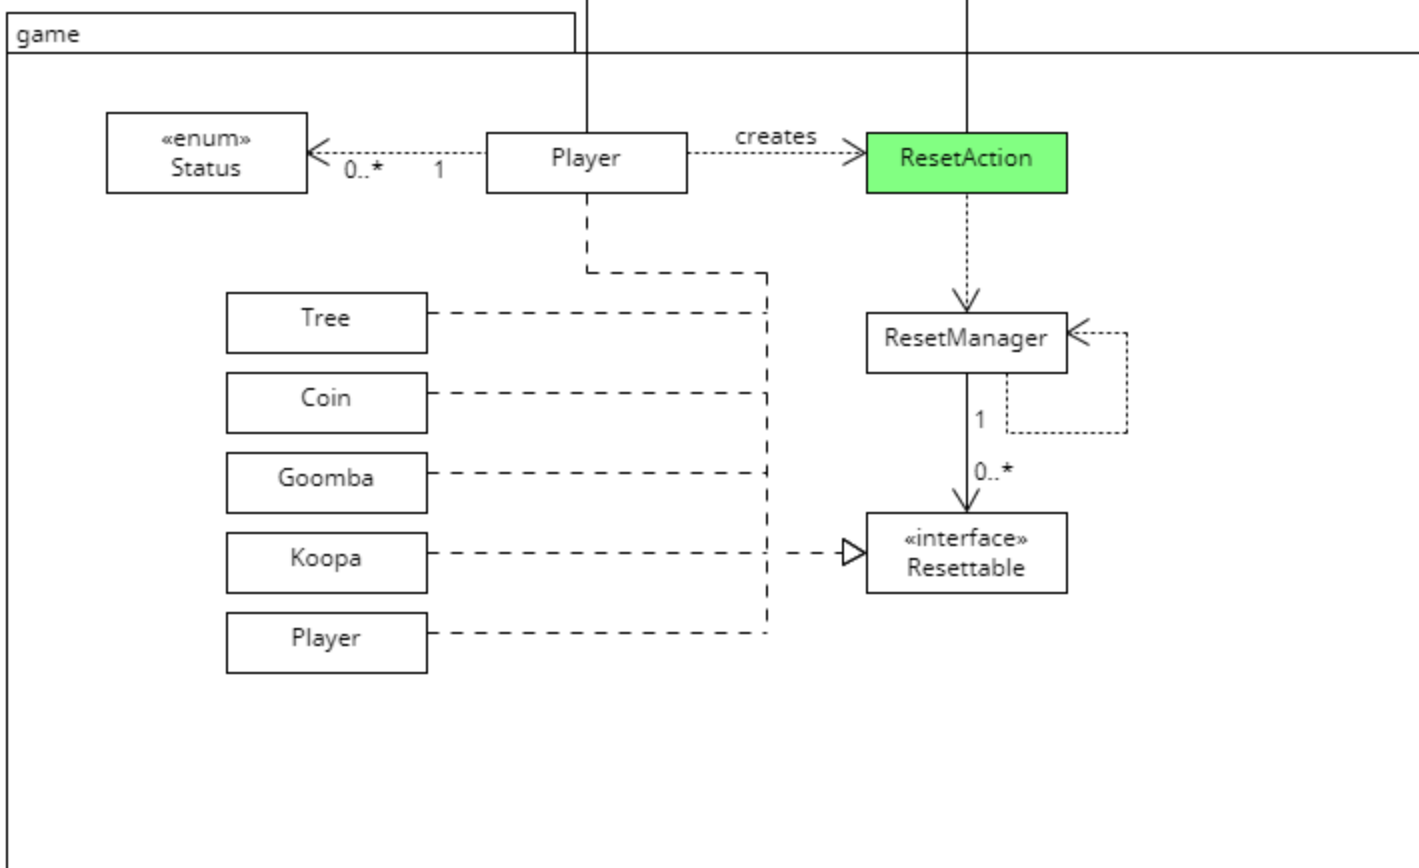 game
«enum»
Status
0..*
1
Player
creates
ResetAction
Tree
Coin
Goomba
Koopa
Player
ResetManager
1
0..*
«interface»
Resettable